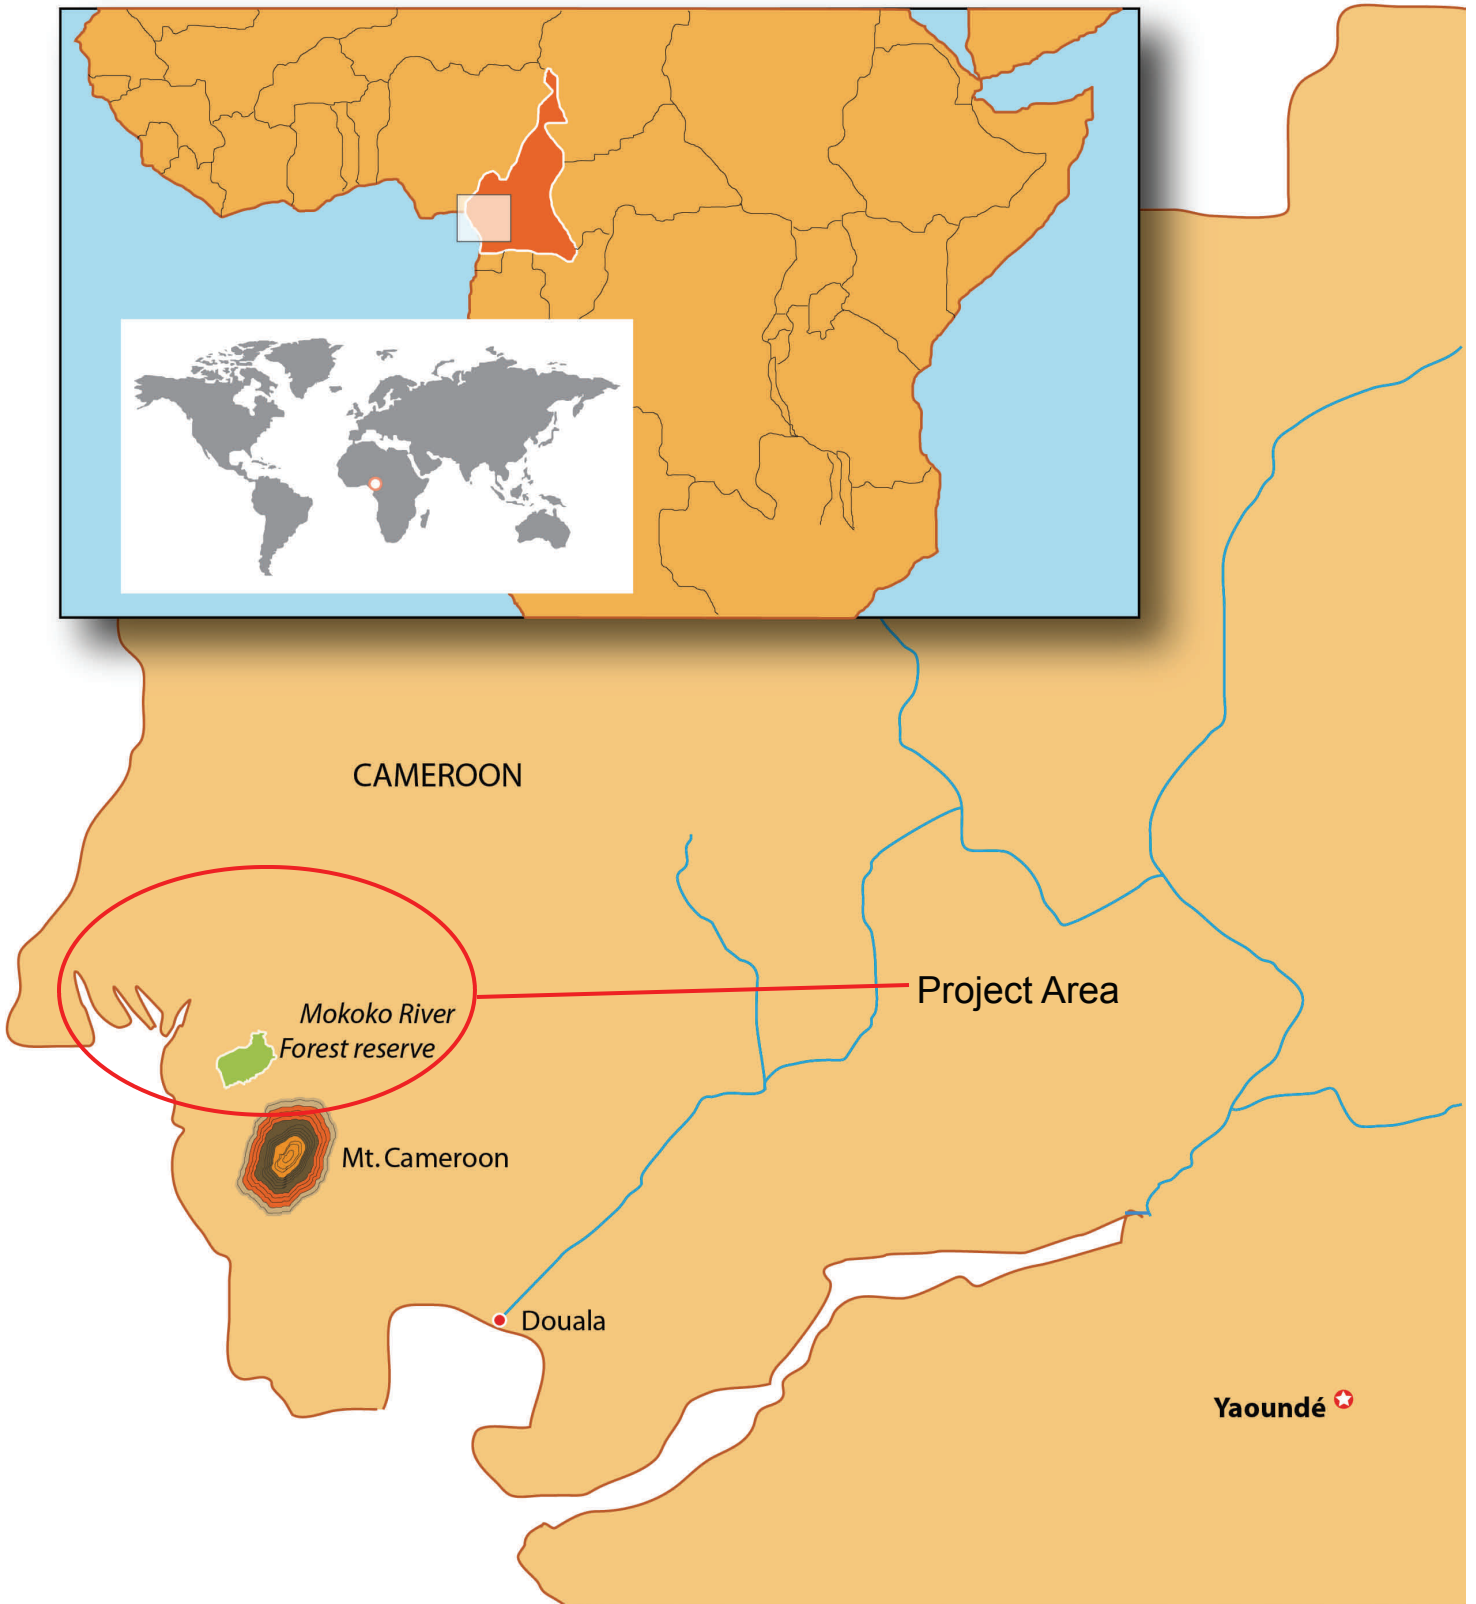 CAMEROON
Mokoko River
Forest reserve
Project Area
Mt. Cameroon
Douala
Yaoundé